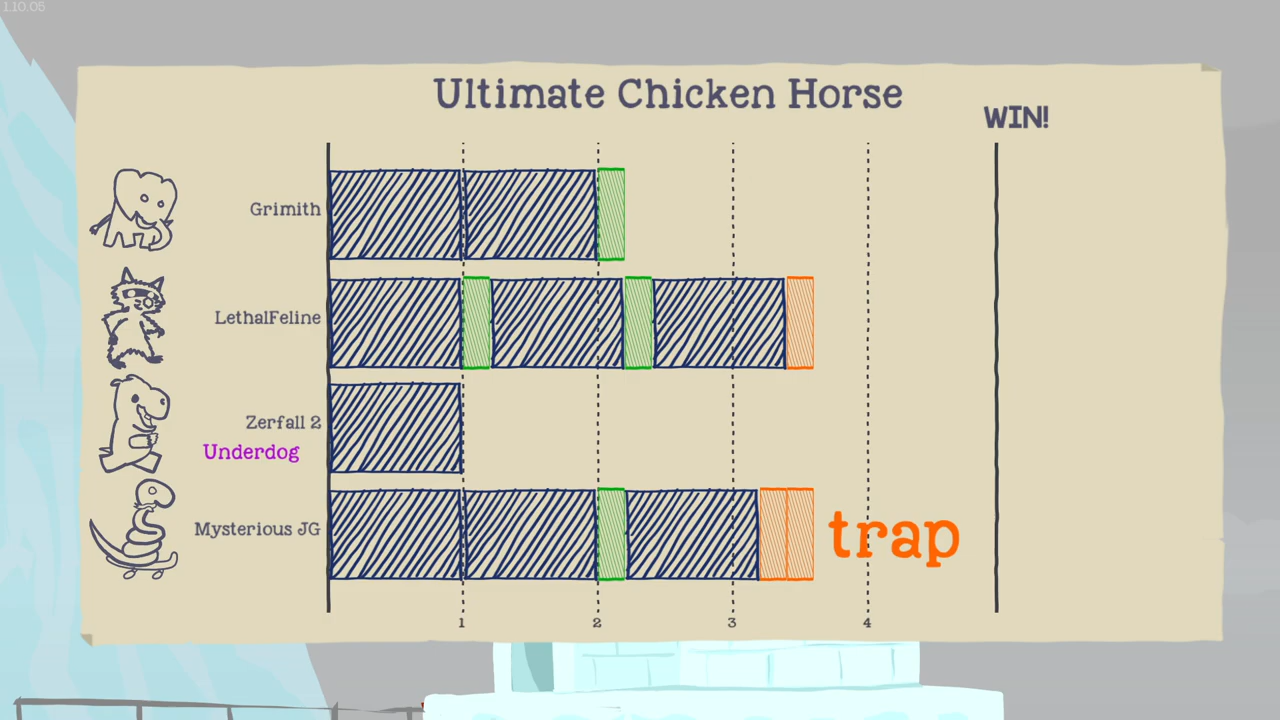 1.10.05
Ultimate Chicken Horse
WIN!
Grimith
LethalFeline
Zerfall 2
Underdog
Mysterious JG
trap
1 2 3 4